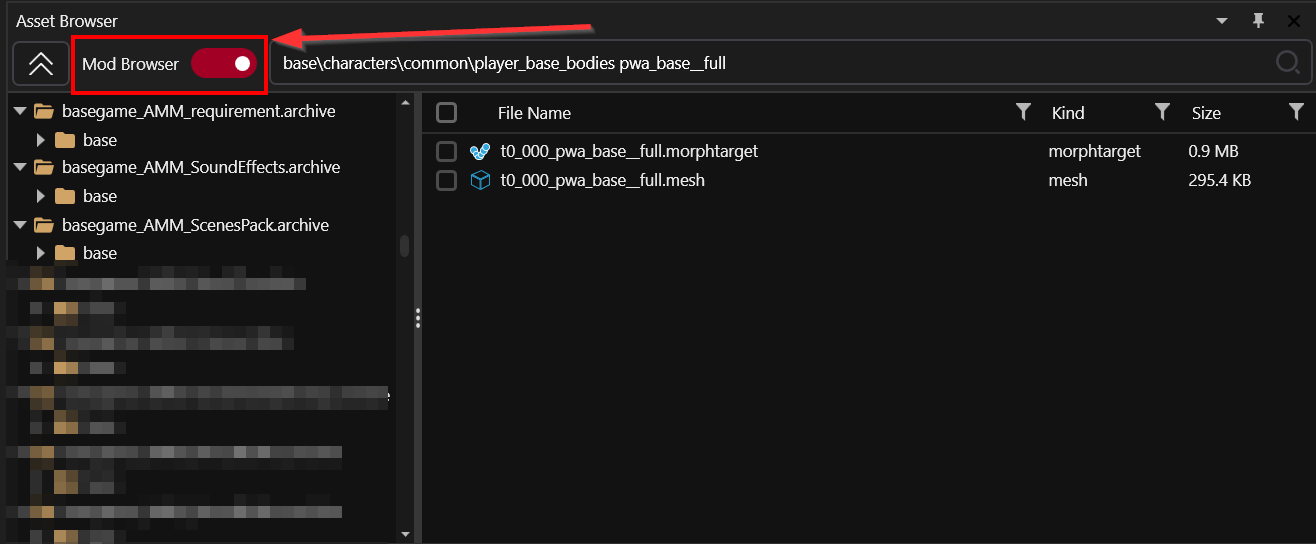 Asset Browser
Mod Browser
base\characters\common\player_base_bodies pwa_base__full
basegame_AMM_requirement.archive
base
basegame_AMM_SoundEffects.archive
base
basegame_AMM_ScenesPack.archive
base
File Name Kind Size
t0_000_pwa_base__full.morphtarget morphtarget 0.9 MB
t0_000_pwa_base__full.mesh mesh 295.4 KB